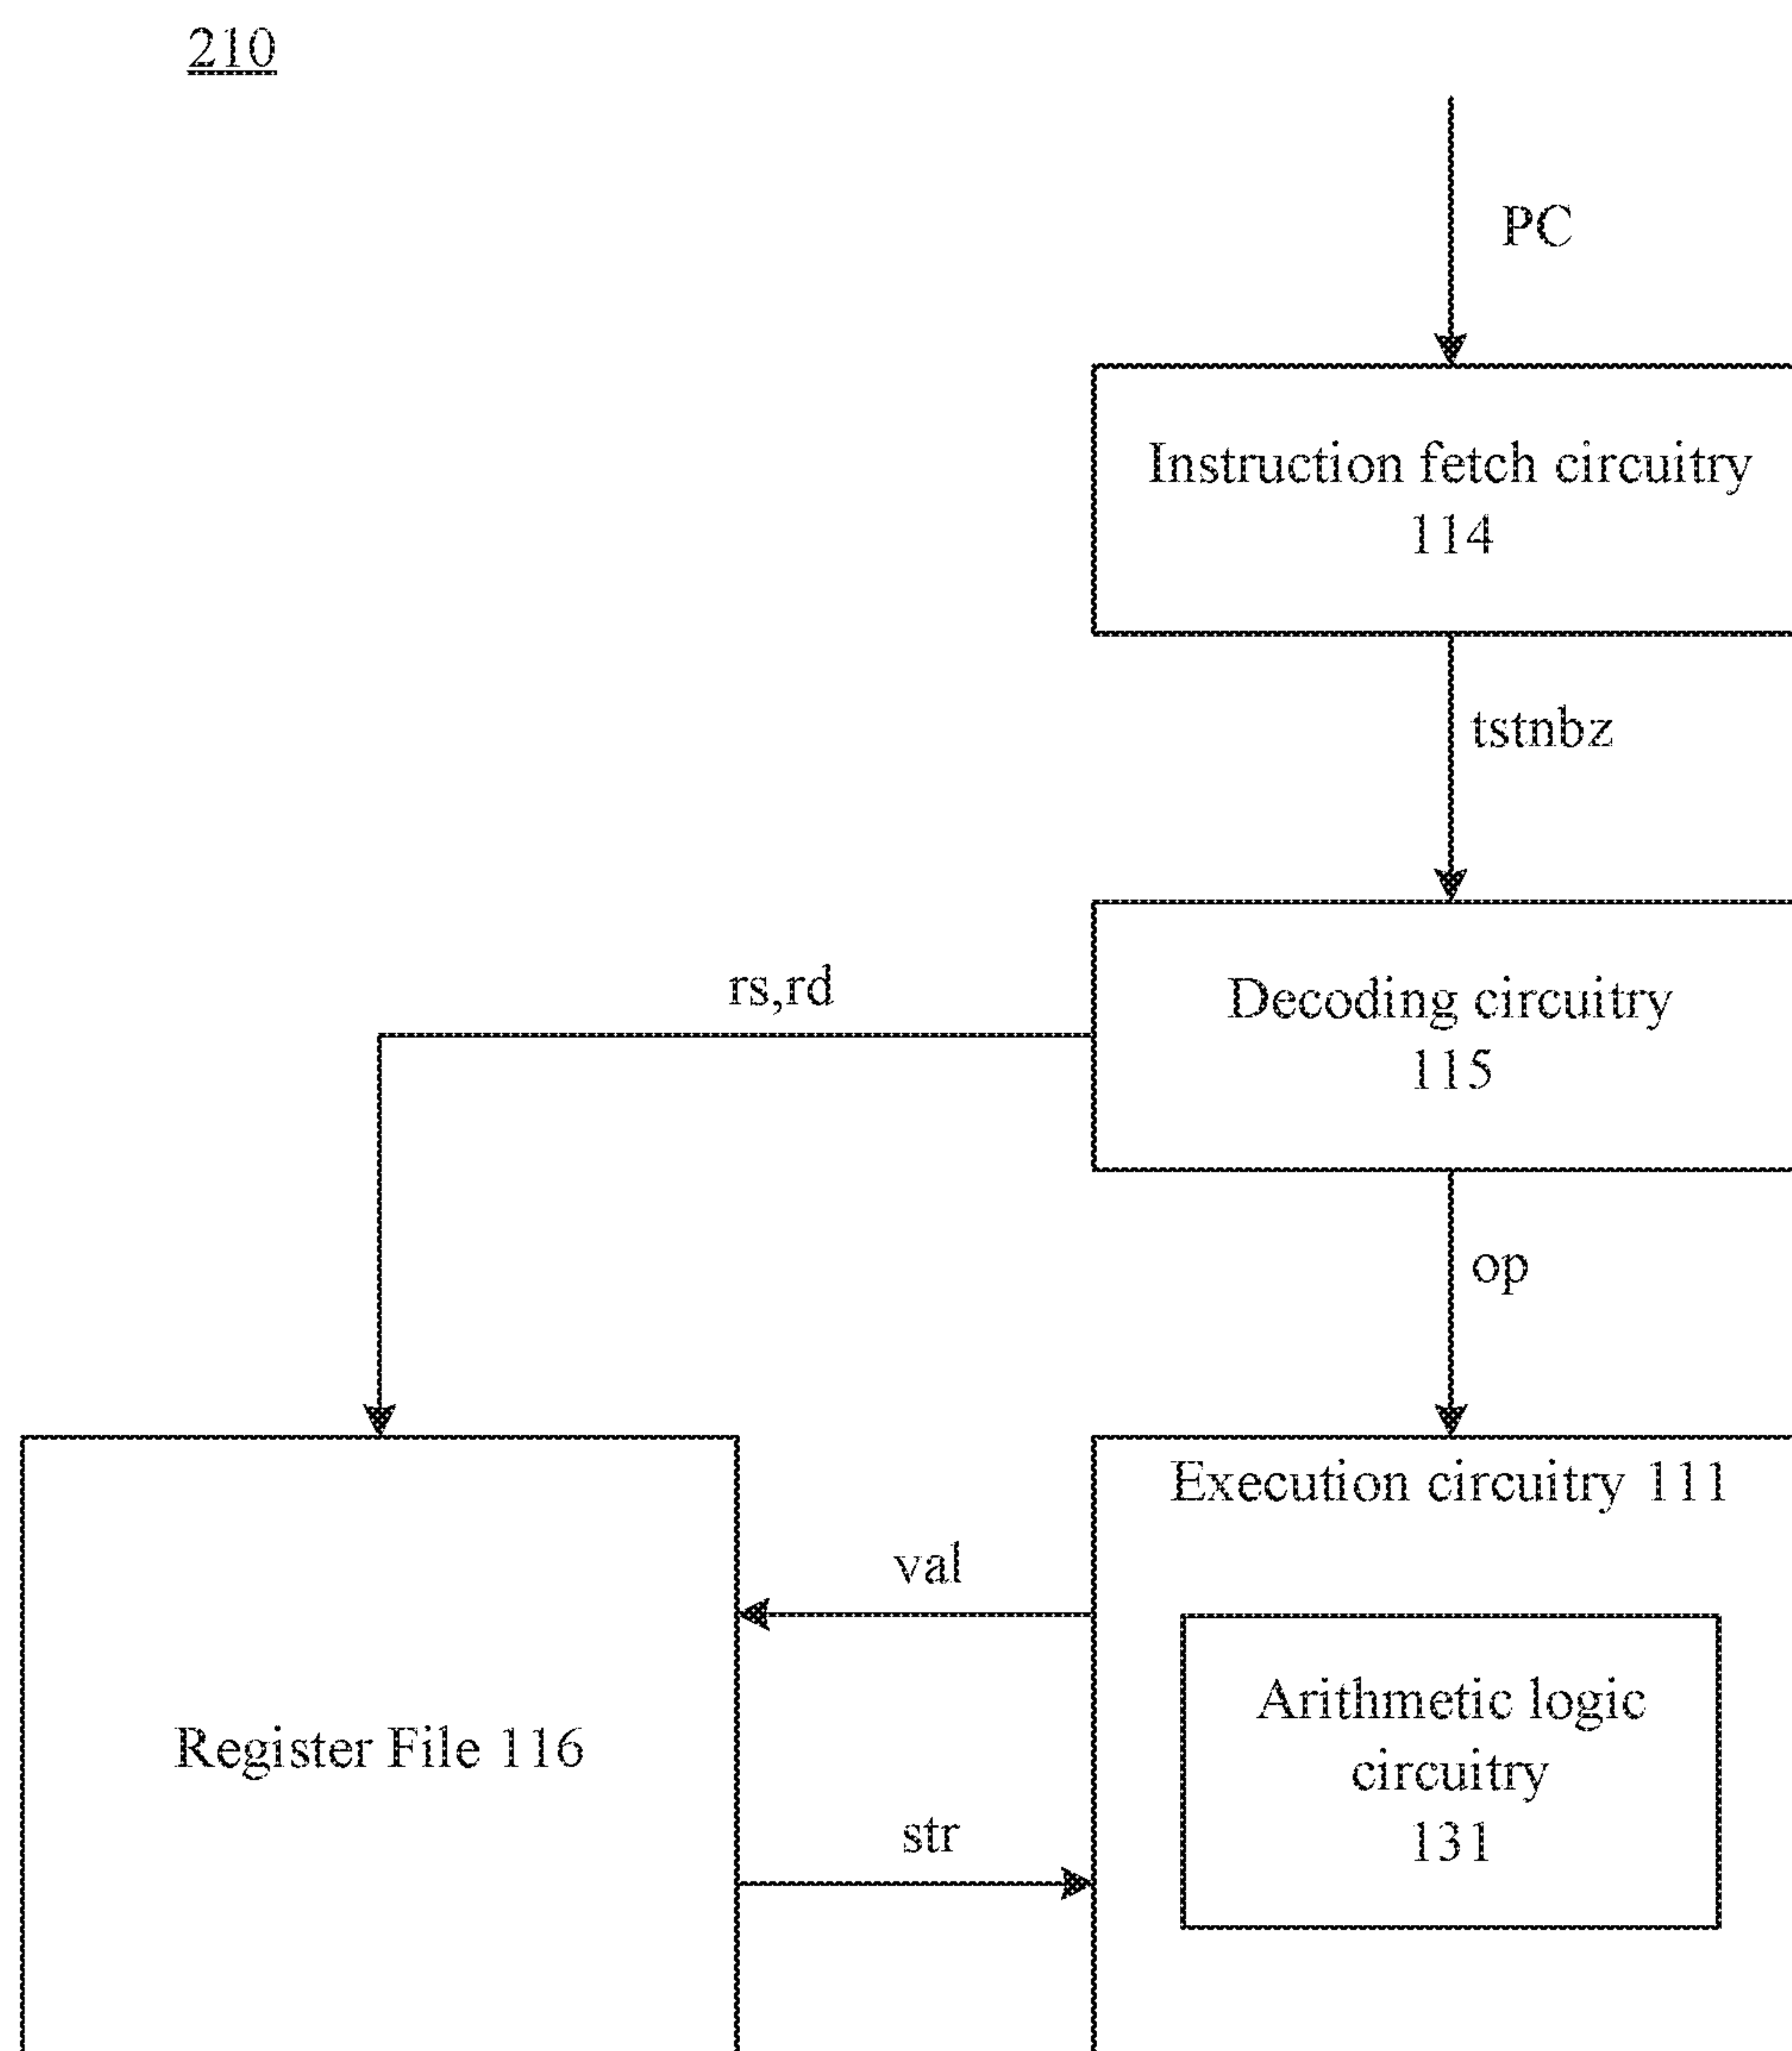 210
PC
Instruction fetch circuitry
114
tstnbz
rs,rd
Decoding circuitry
115
op
Execution circuitry 111
val
Arithmetic logic
circuitry
131
Register File 116
str